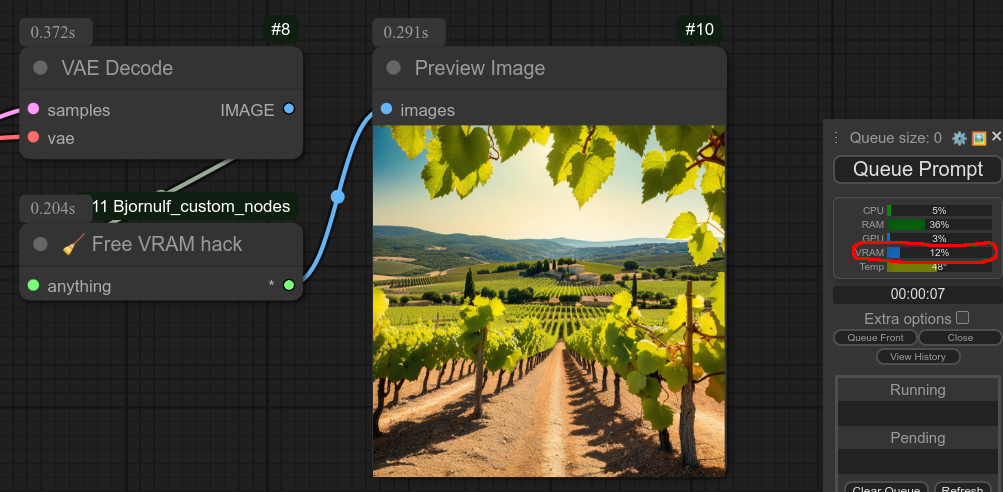 0.372s
#8
VAE Decode
samples
IMAGE
vae
0.204s
11 Bjornulf_custom_nodes
🧹 Free VRAM hack
anything
*
0.291s
#10
Preview Image
images
Queue size: 0 ⚙️ 🖼️ ✕
Queue Prompt
CPU 5%
RAM 36%
GPU 3%
VRAM 12%
Temp 48°
00:00:07
Extra options
Queue Front
Close
View History
Running
Pending
Clear Queue
Refresh